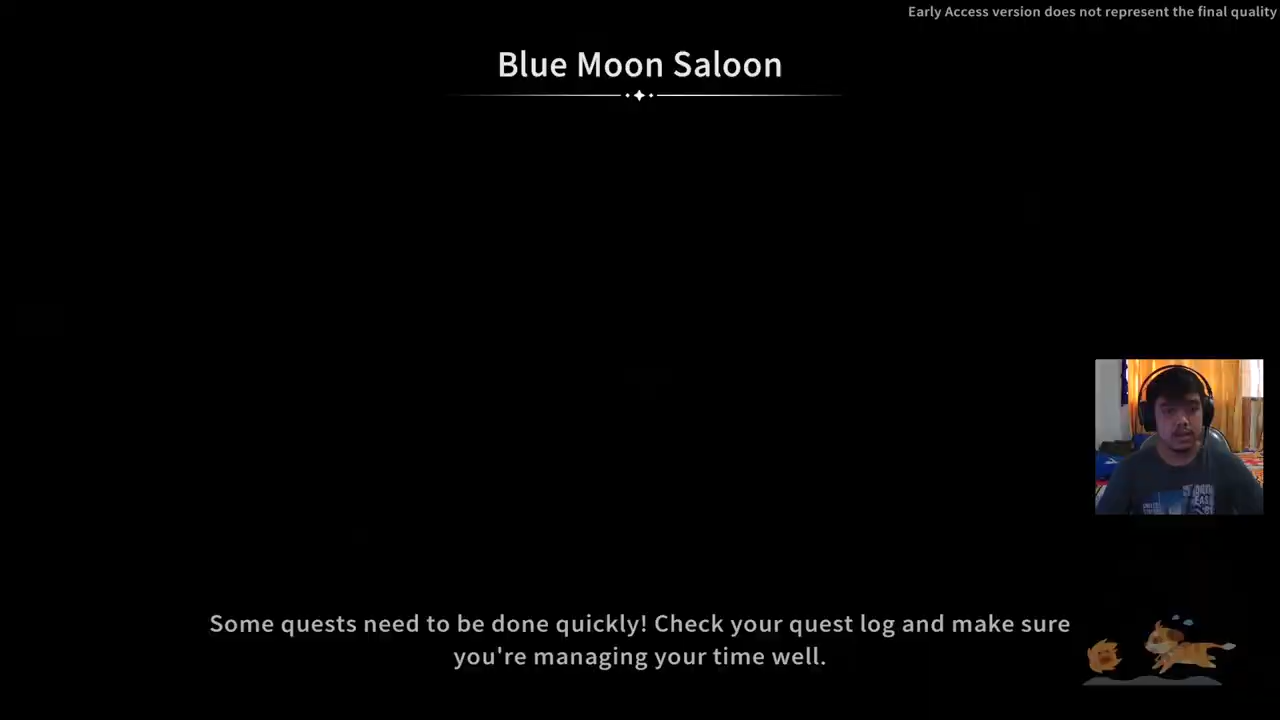 Early Access version does not represent the final quality
Blue Moon Saloon
Some quests need to be done quickly! Check your quest log and make sure
you're managing your time well.